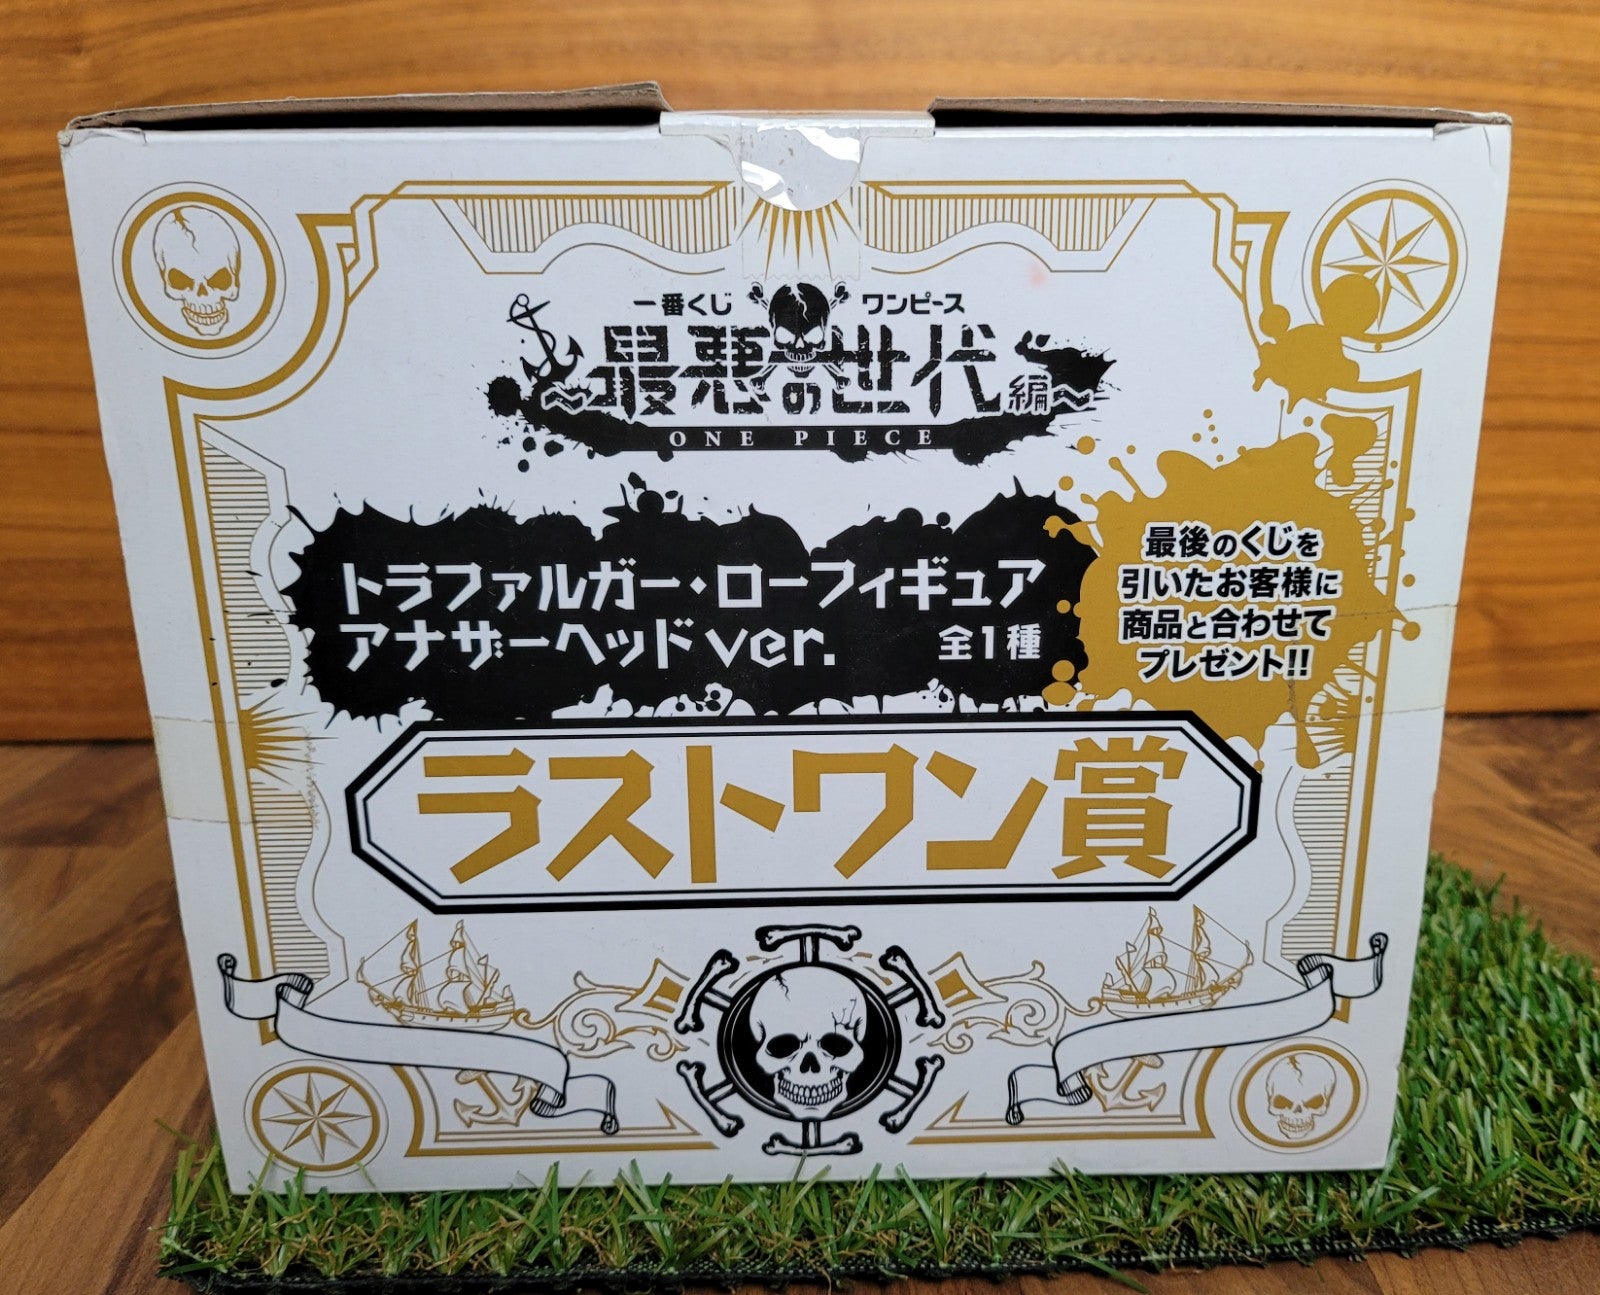 一番くじ ワンピース
～最悪の世代編～
ONE PIECE
トラファルガー・ローフィギュア
アナザーヘッドver. 全1種
最後のくじを
引いたお客様に
商品と合わせて
プレゼント!!
ラストワン賞